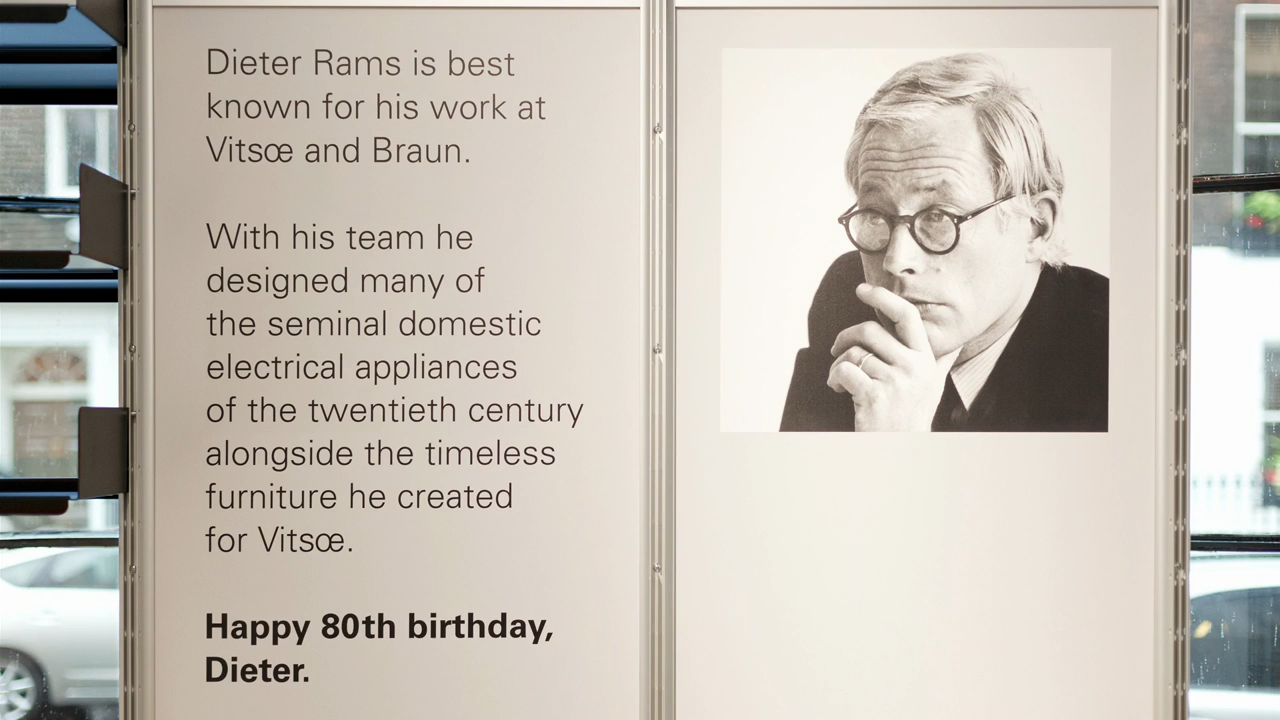 Dieter Rams is best
known for his work at
Vitsœ and Braun.
With his team he
designed many of
the seminal domestic
electrical appliances
of the twentieth century
alongside the timeless
furniture he created
for Vitsœ.
Happy 80th birthday,
Dieter.